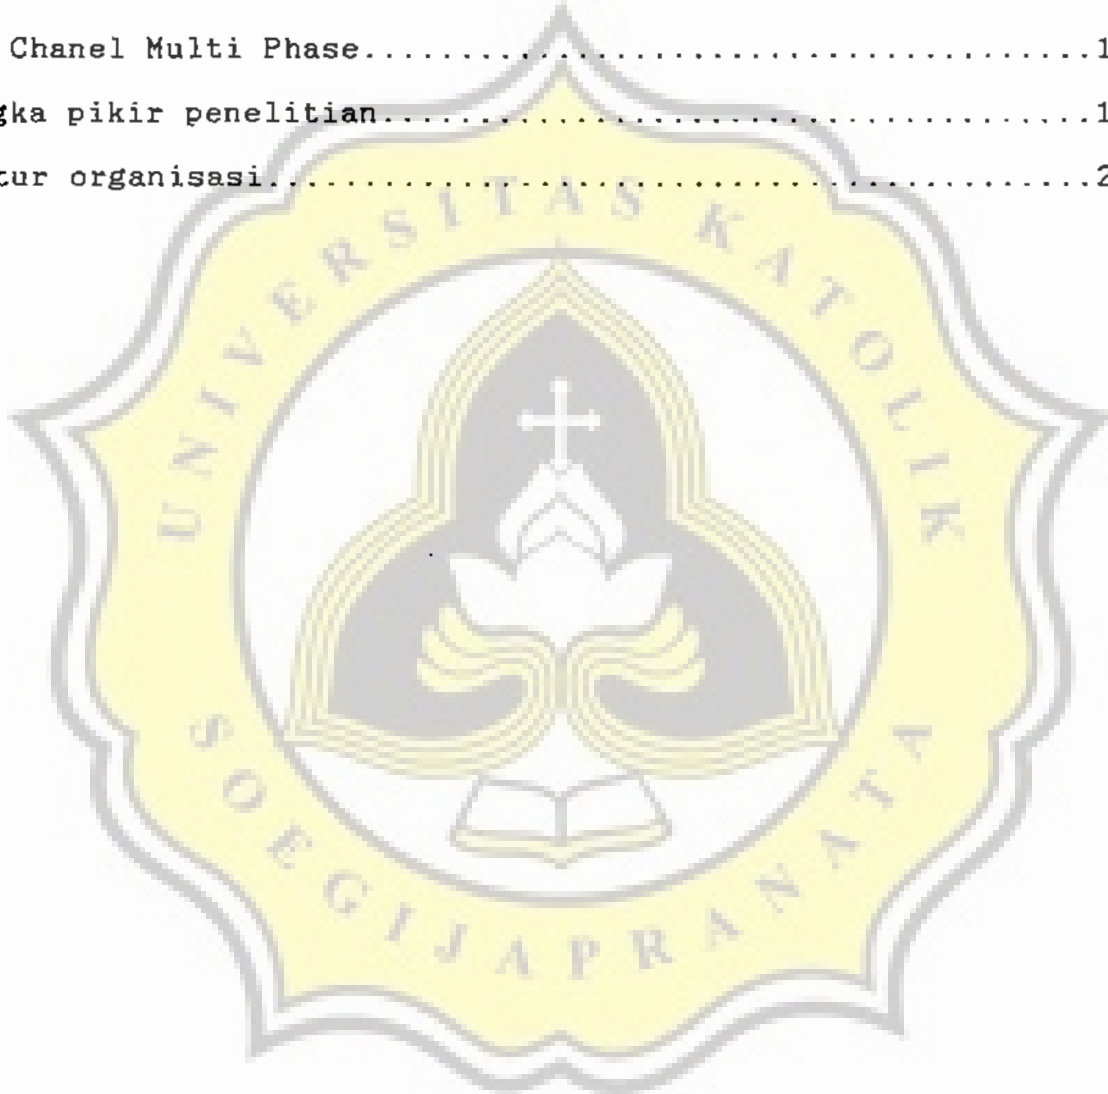 Chanel Multi Phase.............................................1
gka pikir penelitian...........................................1
tur organisasi..................................................2
UNIVERSITAS KATOLIK
SOEGIJAPRANATA